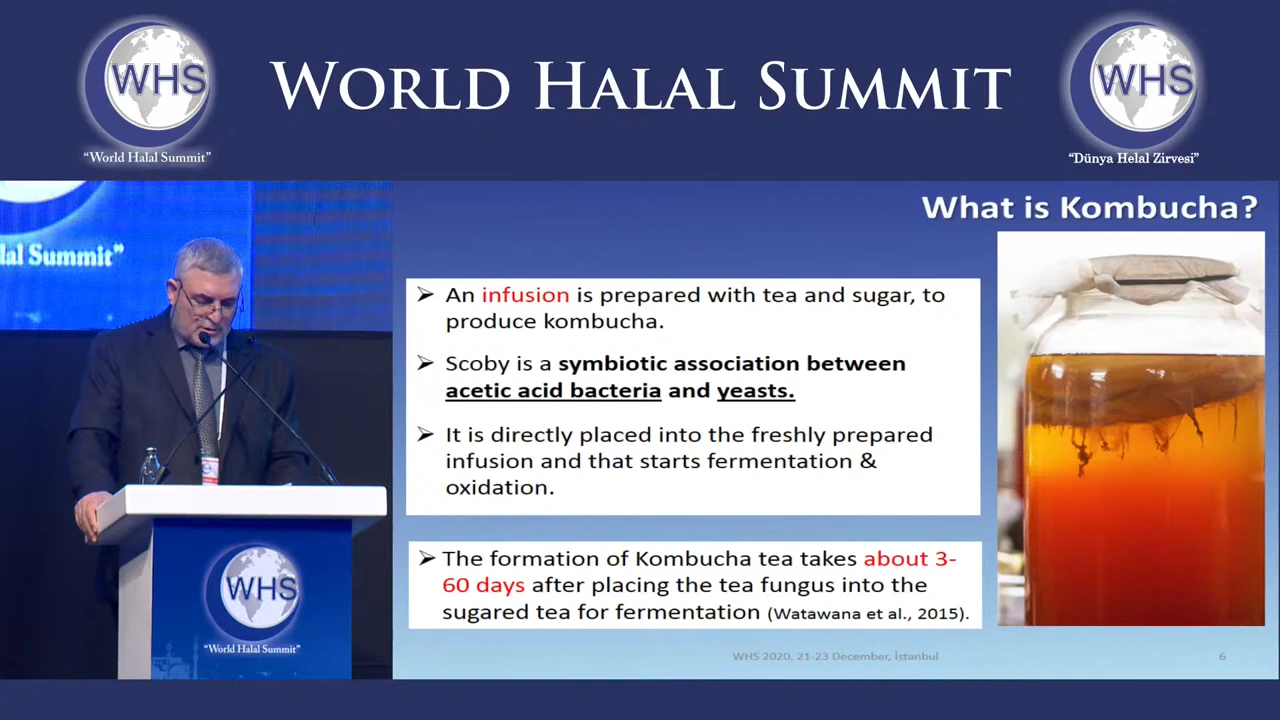 WHS
"World Halal Summit"
WORLD HALAL SUMMIT
WHS
"Dünya Helal Zirvesi"
lal Summit"
WHS
"World Halal Summit"
What is Kombucha?
➢ An infusion is prepared with tea and sugar, to
produce kombucha.
➢ Scoby is a symbiotic association between
acetic acid bacteria and yeasts.
➢ It is directly placed into the freshly prepared
infusion and that starts fermentation &
oxidation.
➢ The formation of Kombucha tea takes about 3-
60 days after placing the tea fungus into the
sugared tea for fermentation (Watawana et al., 2015).
WHS 2020, 21-23 December, İstanbul
6